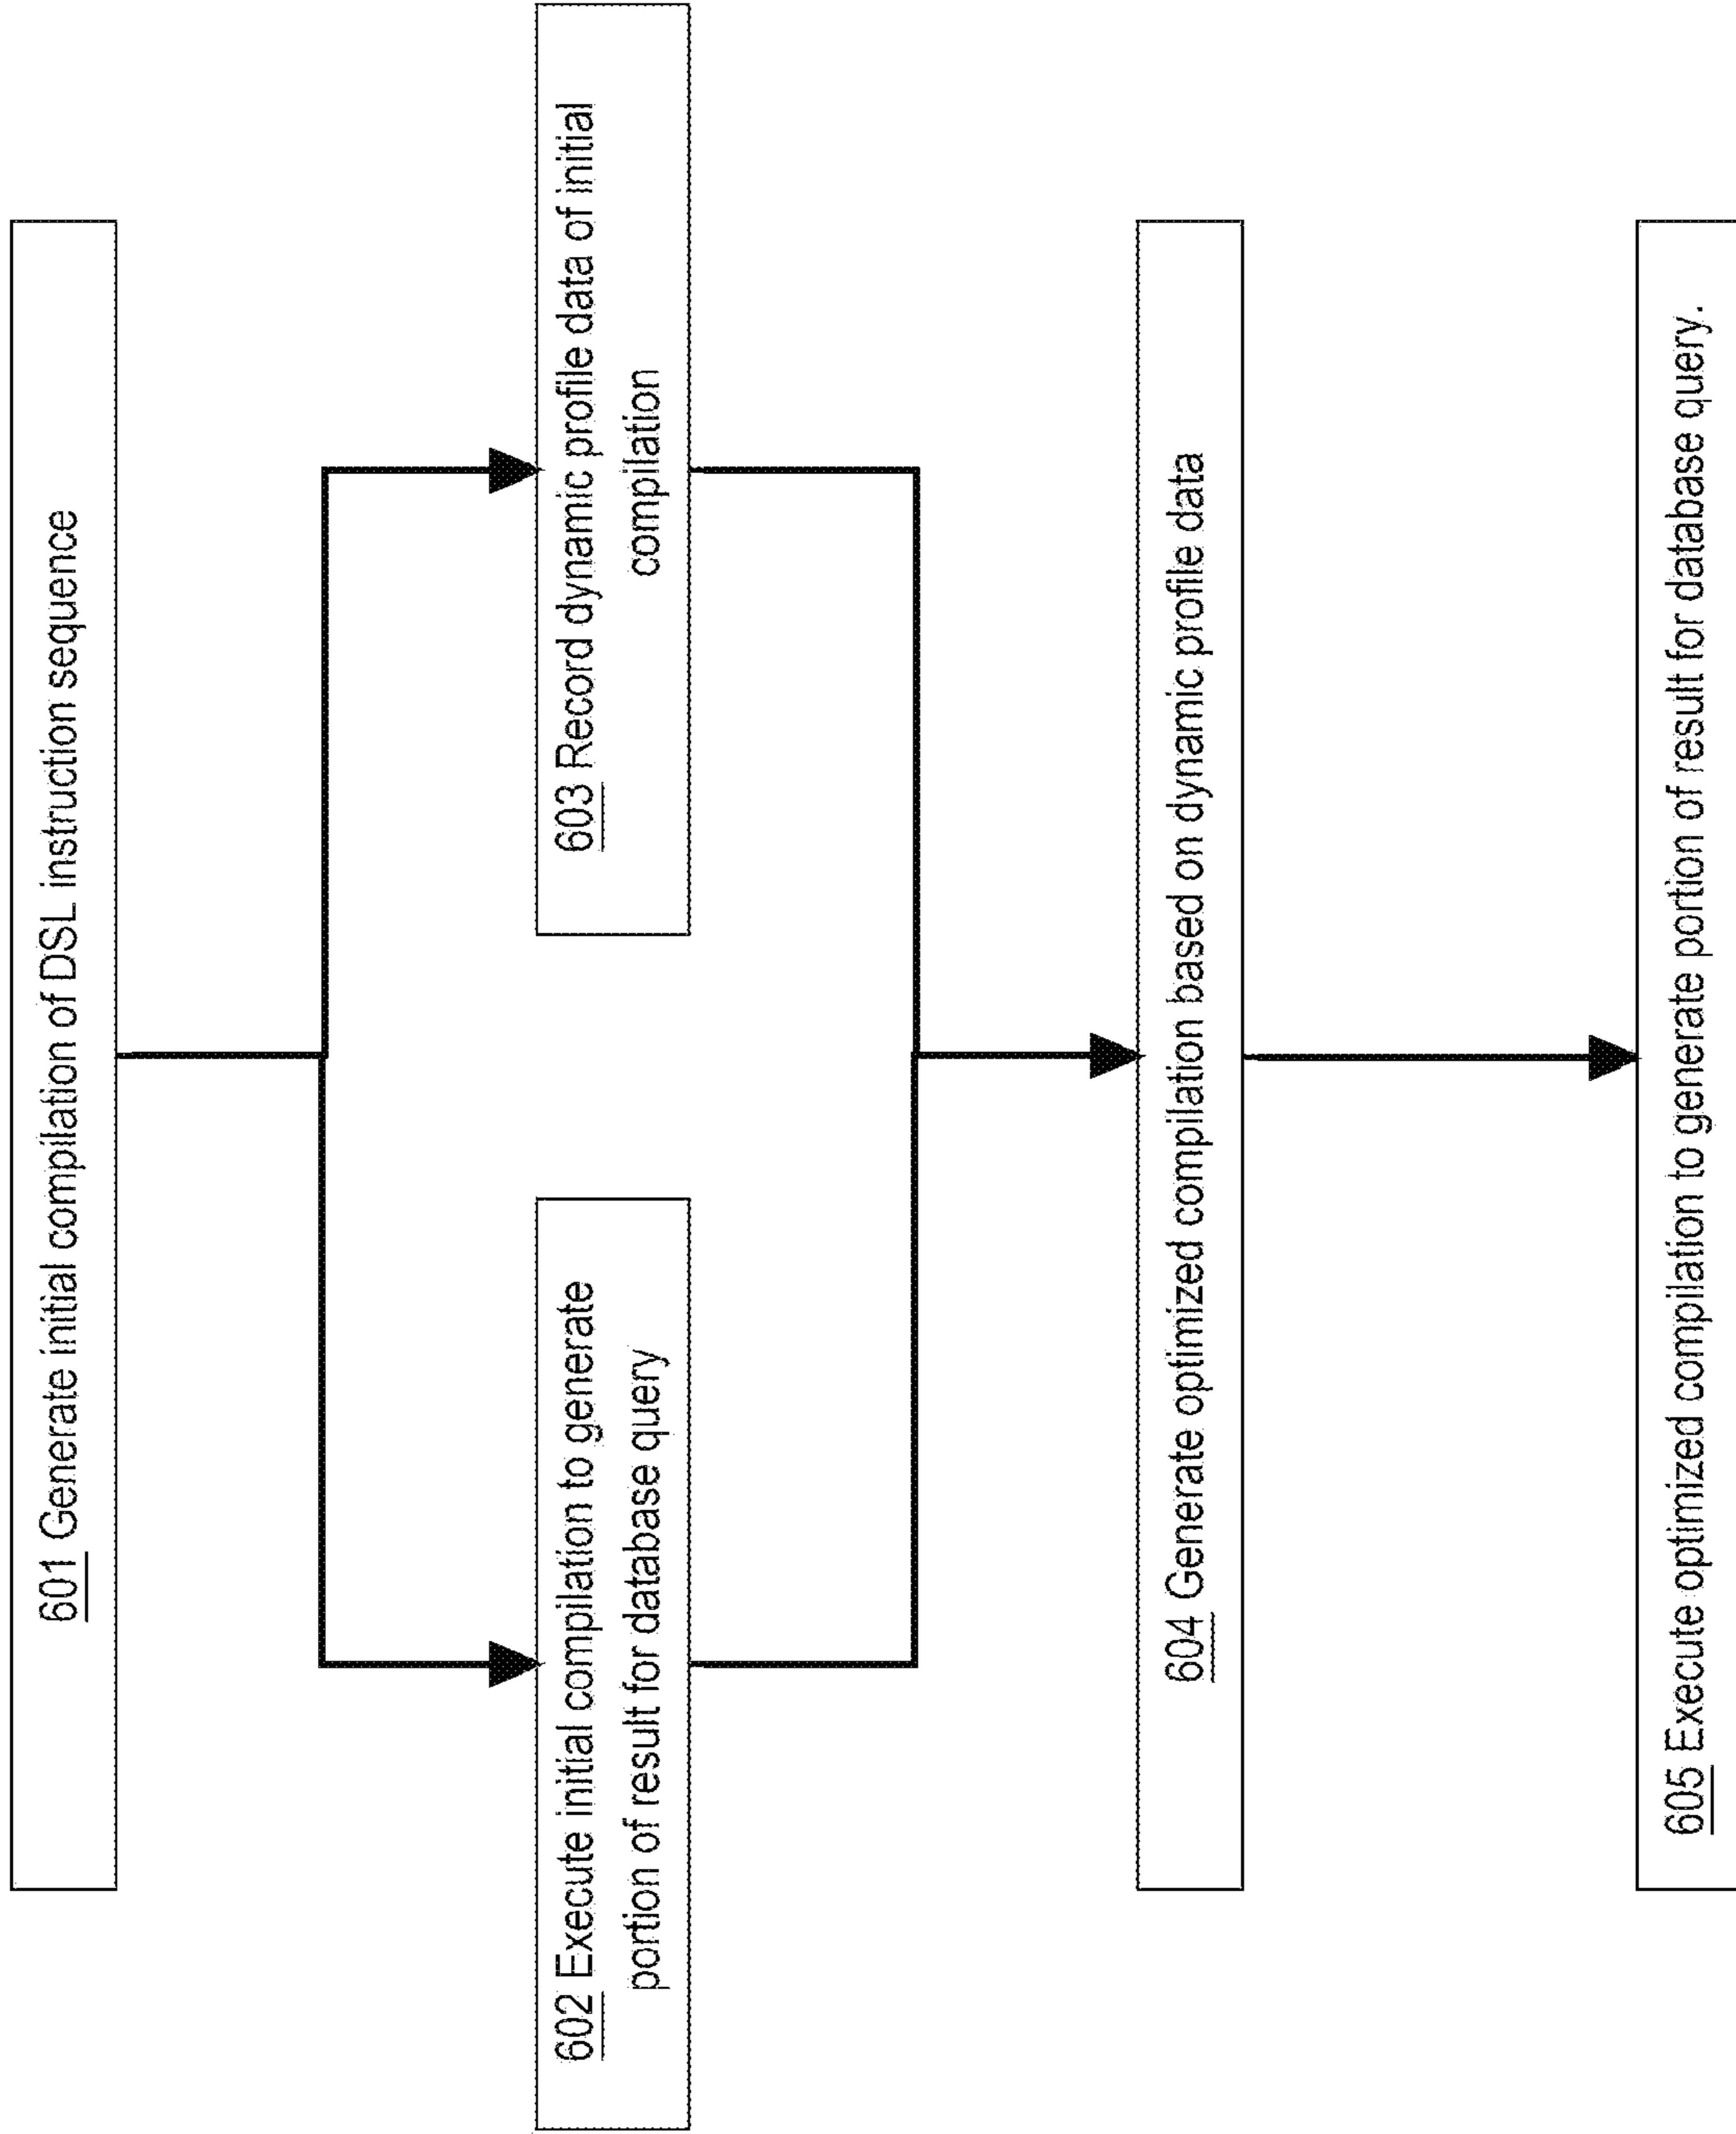 601 Generate initial compilation of DSL instruction sequence
602 Execute initial compilation to generate
portion of result for database query
603 Record dynamic profile data of initial
compilation
604 Generate optimized compilation based on dynamic profile data
605 Execute optimized compilation to generate portion of result for database query.